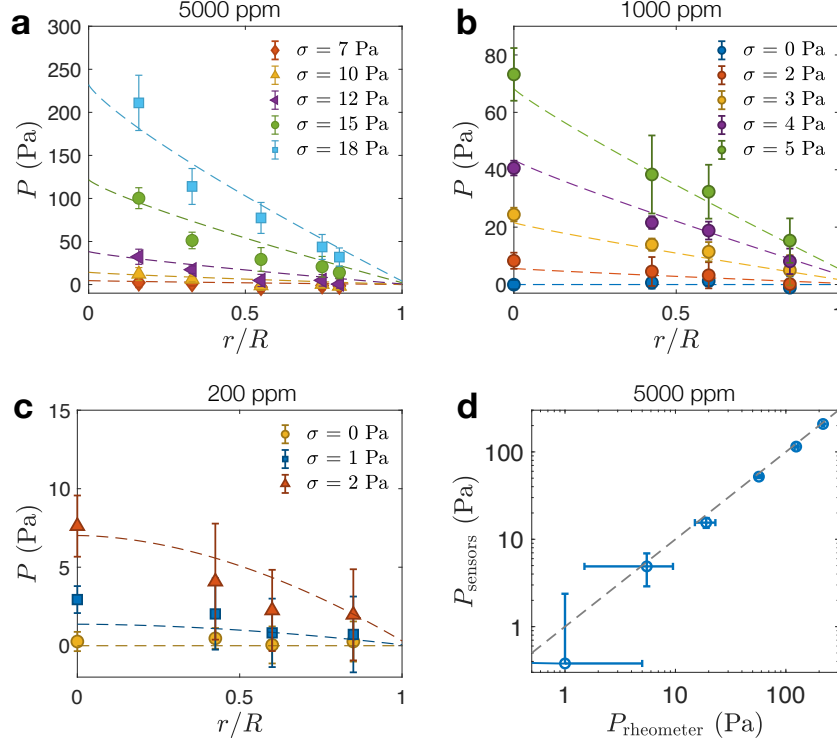 a
5000 ppm
300
250
200
150
100
50
0
P (Pa)
0
0.5
1
r/R
σ = 7 Pa
σ = 10 Pa
σ = 12 Pa
σ = 15 Pa
σ = 18 Pa
b
1000 ppm
80
60
40
20
0
P (Pa)
0
0.5
1
r/R
σ = 0 Pa
σ = 2 Pa
σ = 3 Pa
σ = 4 Pa
σ = 5 Pa
c
200 ppm
15
10
5
0
P (Pa)
0
0.5
1
r/R
σ = 0 Pa
σ = 1 Pa
σ = 2 Pa
d
5000 ppm
100
10
1
P_sensors (Pa)
1
10
100
P_rheometer (Pa)